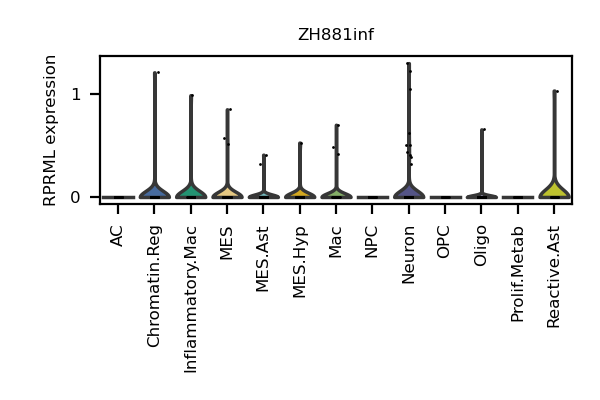 ZH881inf
RPRML expression
1
0
AC
Chromatin.Reg
Inflammatory.Mac
MES
MES.Ast
MES.Hyp
Mac
NPC
Neuron
OPC
Oligo
Prolif.Metab
Reactive.Ast